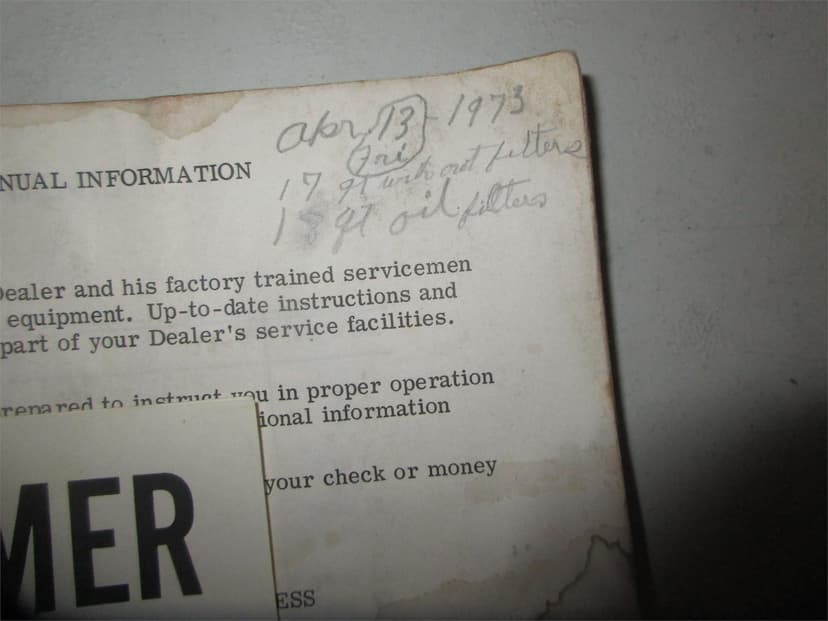 Apr. 13 - 1973
Fri
17 qt with out filters
18 qt oil filters
NUAL INFORMATION
Dealer and his factory trained servicemen
equipment. Up-to-date instructions and
part of your Dealer's service facilities.
repared to instruct you in proper operation
ional information
your check or money
MER
ESS